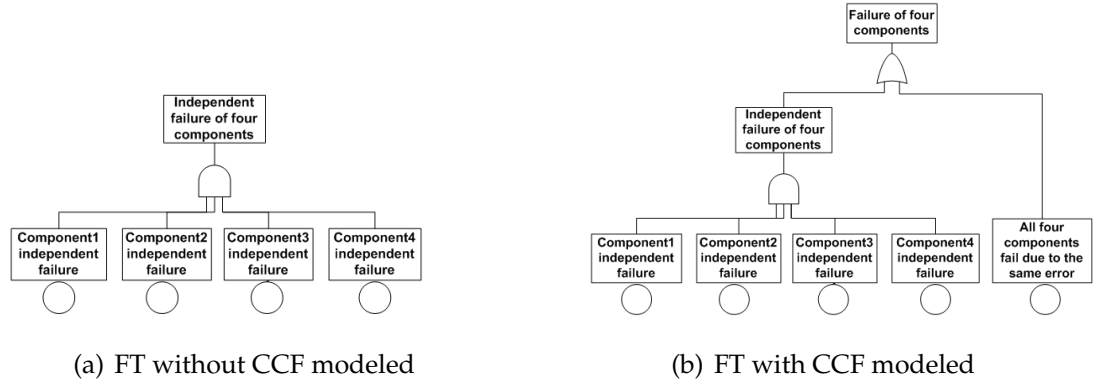 Independent
failure of four
components
Component1
independent
failure
Component2
independent
failure
Component3
independent
failure
Component4
independent
failure
(a) FT without CCF modeled
Failure of four
components
Independent
failure of four
components
Component1
independent
failure
Component2
independent
failure
Component3
independent
failure
Component4
independent
failure
All four
components
fail due to the
same error
(b) FT with CCF modeled